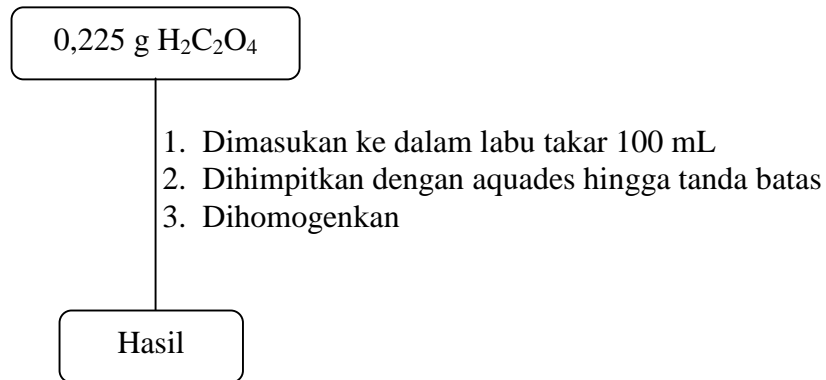 0,225 g H₂C₂O₄
1. Dimasukan ke dalam labu takar 100 mL
2. Dihimpitkan dengan aquades hingga tanda batas
3. Dihomogenkan
Hasil